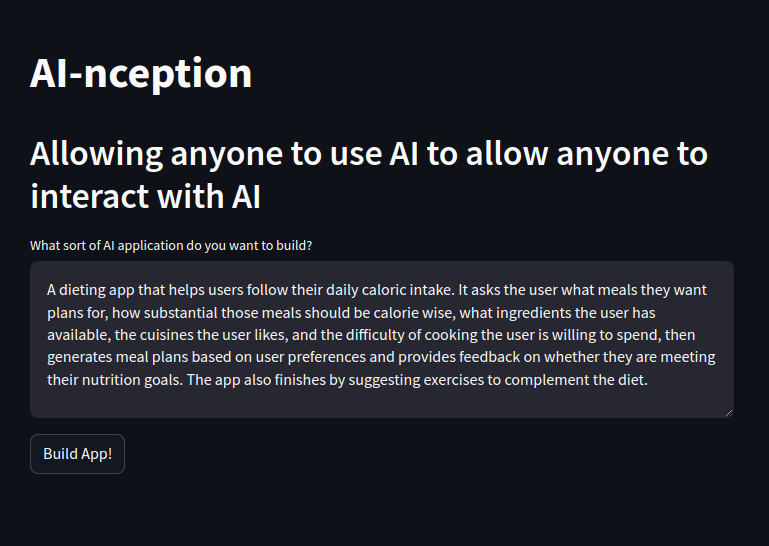 AI-nception
Allowing anyone to use AI to allow anyone to
interact with AI
What sort of AI application do you want to build?
A dieting app that helps users follow their daily caloric intake. It asks the user what meals they want
plans for, how substantial those meals should be calorie wise, what ingredients the user has
available, the cuisines the user likes, and the difficulty of cooking the user is willing to spend, then
generates meal plans based on user preferences and provides feedback on whether they are meeting
their nutrition goals. The app also finishes by suggesting exercises to complement the diet.
Build App!